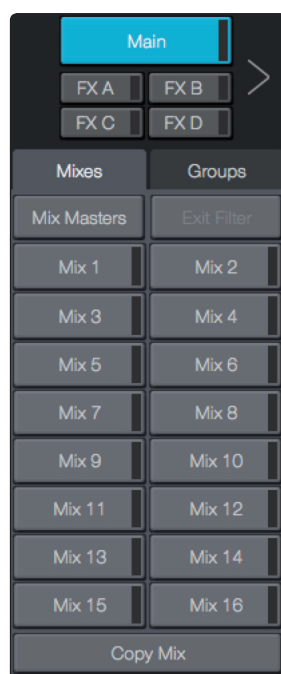 Main
FX A FX B
FX C FX D
Mixes Groups
Mix Masters Exit Filter
Mix 1 Mix 2
Mix 3 Mix 4
Mix 5 Mix 6
Mix 7 Mix 8
Mix 9 Mix 10
Mix 11 Mix 12
Mix 13 Mix 14
Mix 15 Mix 16
Copy Mix